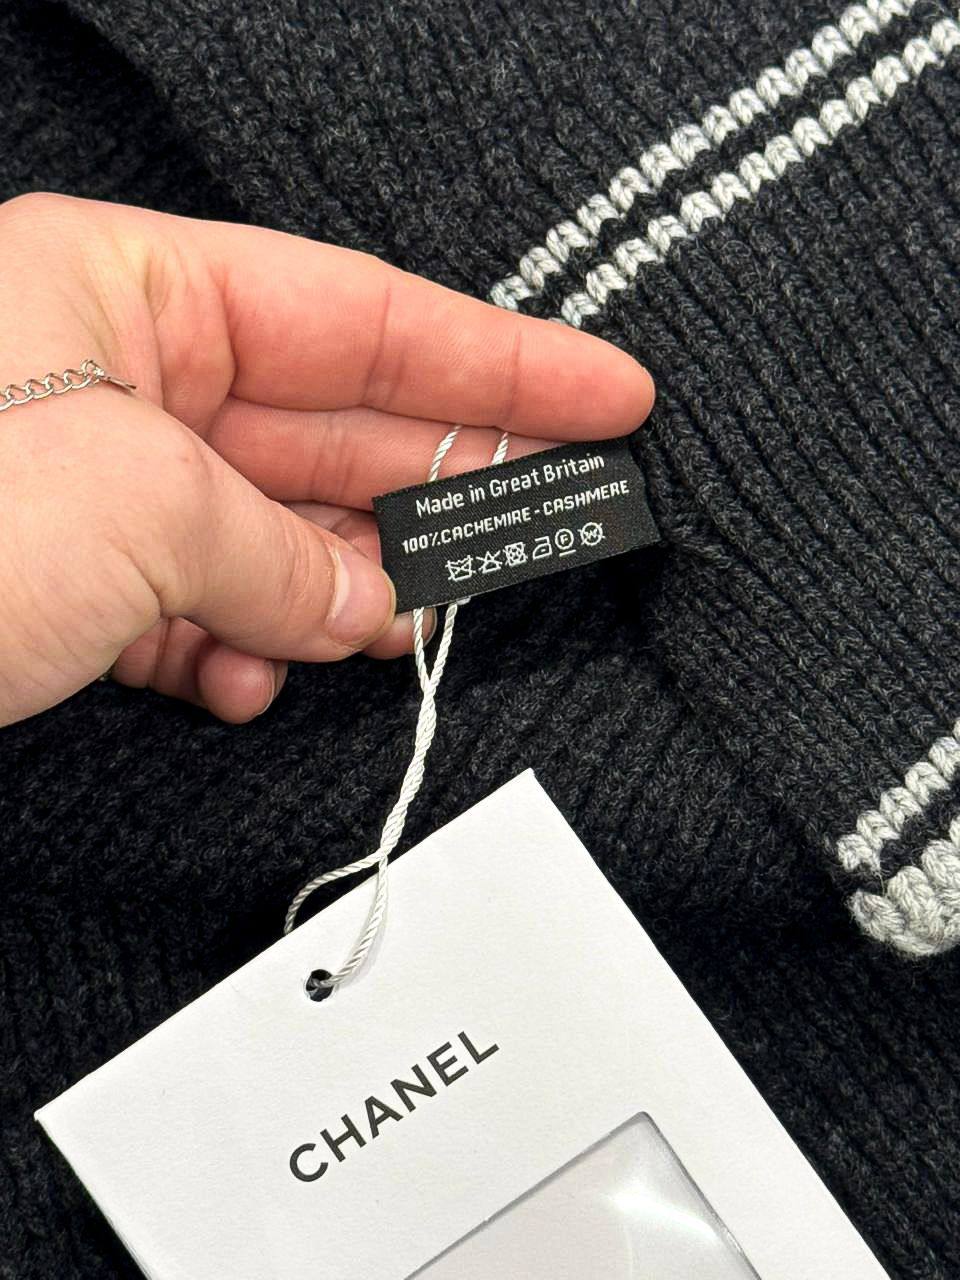 Made in Great Britain
100%CACHEMIRE - CASHMERE
CHANEL